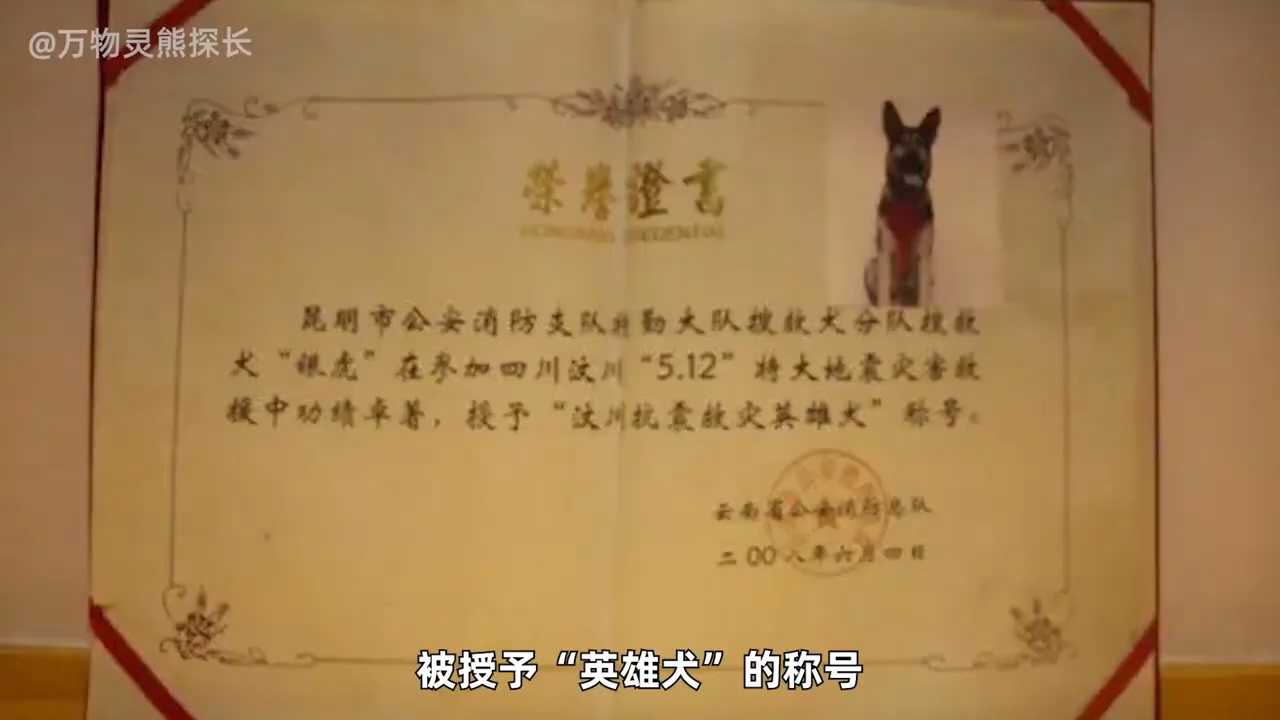 @万物灵熊探长
榮譽證書
昆明市公安消防支队特勤大队搜救犬分队搜救
犬“银虎”在参加四川汶川“5.12”特大地震灾害救
援中功绩卓著，授予“汶川抗震救灾英雄犬”称号。
云南省公安消防总队
二00八年六月四日
被授予“英雄犬”的称号